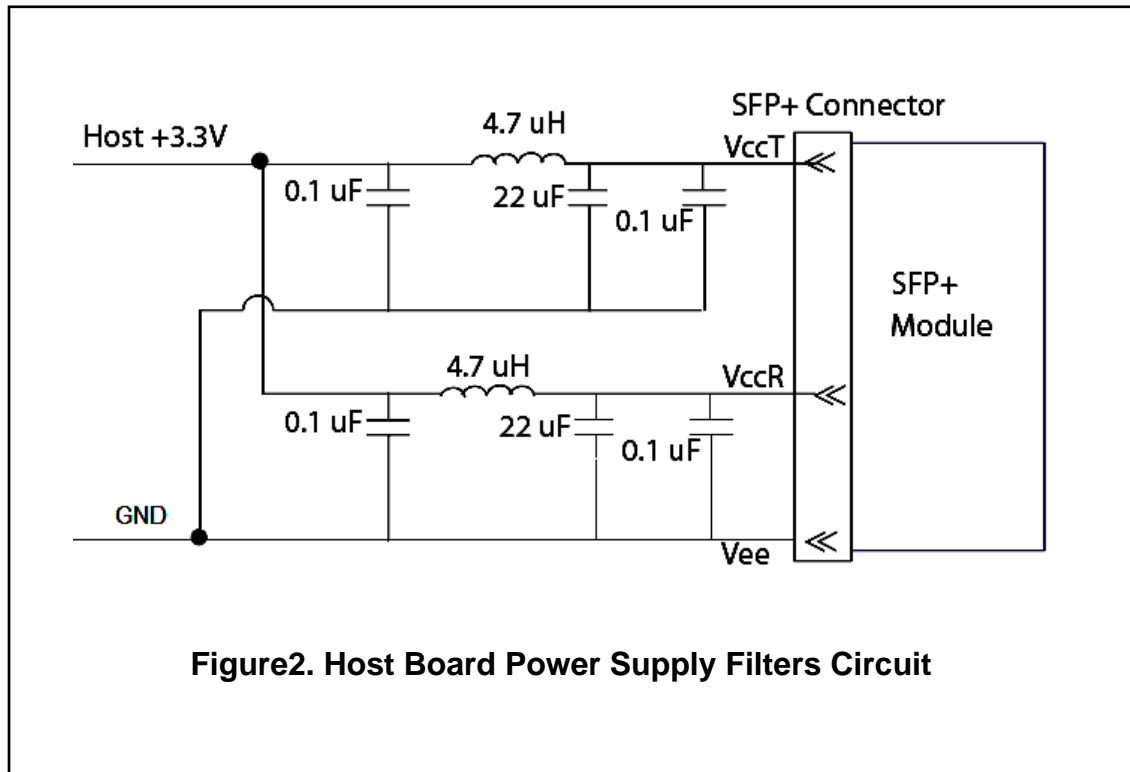 SFP+ Connector
Host +3.3V
4.7 uH
VccT
0.1 uF
22 uF
0.1 uF
SFP+
Module
4.7 uH
VccR
0.1 uF
22 uF
0.1 uF
GND
Vee
Figure2. Host Board Power Supply Filters Circuit